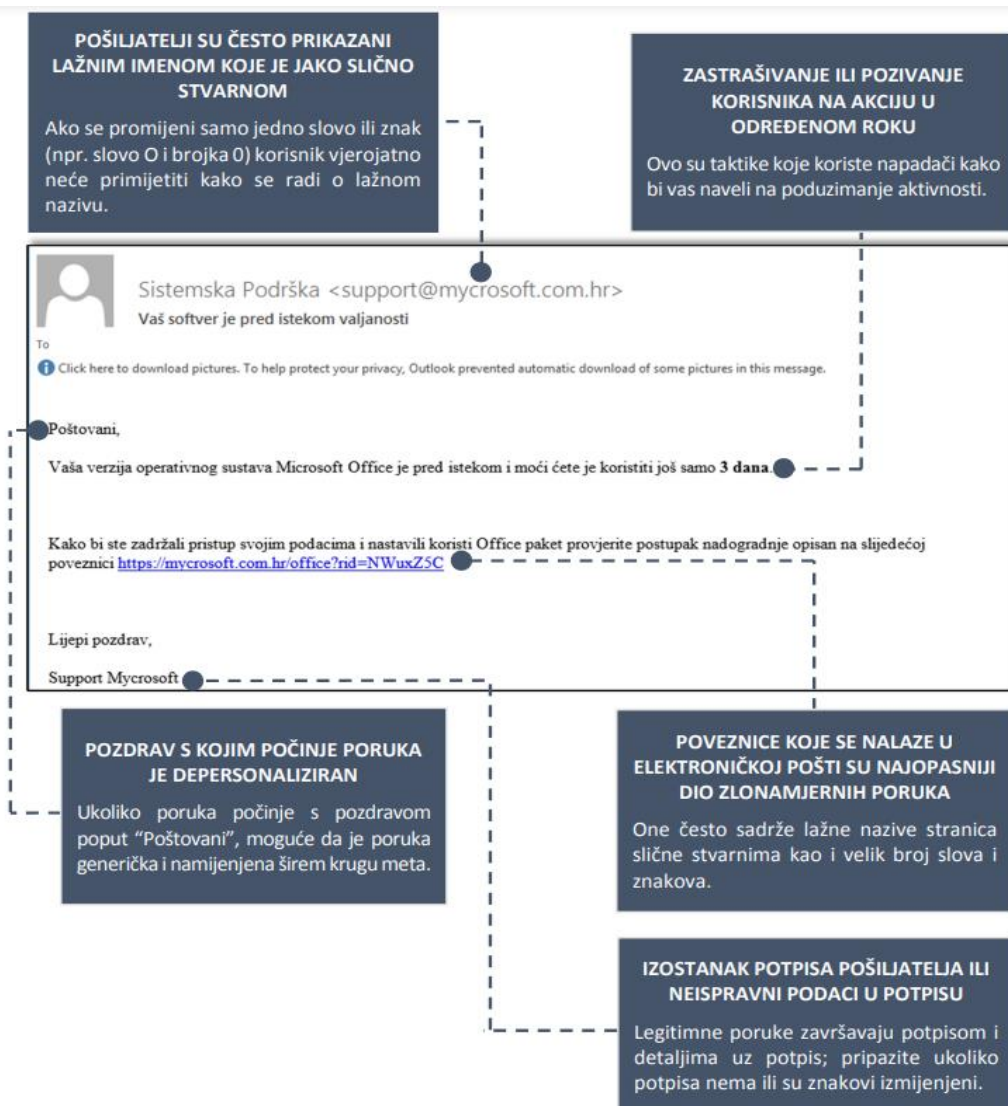 POŠILJATELJI SU ČESTO PRIKAZANI
LAŽNIM IMENOM KOJE JE JAKO SLIČNO
STVARNOM
Ako se promijeni samo jedno slovo ili znak
(npr. slovo O i brojka 0) korisnik vjerojatno
neće primijetiti kako se radi o lažnom
nazivu.
ZASTRAŠIVANJE ILI POZIVANJE
KORISNIKA NA AKCIJU U
ODREĐENOM ROKU
Ovo su taktike koje koriste napadači kako
bi vas naveli na poduzimanje aktivnosti.
Sistemska Podrška <support@mycrosoft.com.hr>
Vaš softver je pred istekom valjanosti
To
Click here to download pictures. To help protect your privacy, Outlook prevented automatic download of some pictures in this message.
Poštovani,
Vaša verzija operativnog sustava Microsoft Office je pred istekom i moći ćete je koristiti još samo 3 dana.
Kako bi ste zadržali pristup svojim podacima i nastavili koristi Office paket provjerite postupak nadogradnje opisan na slijedećoj
poveznici https://mycrosoft.com.hr/office?rid=NWuxZ5C
Lijepi pozdrav,
Support Mycrosoft
POZDRAV S KOJIM POČINJE PORUKA
JE DEPERSONALIZIRAN
Ukoliko poruka počinje s pozdravom
poput “Poštovani”, moguće da je poruka
generička i namijenjena širem krugu meta.
POVEZNICE KOJE SE NALAZE U
ELEKTRONIČKOJ POŠTI SU NAJOPASNIJI
DIO ZLONAMJERNIH PORUKA
One često sadrže lažne nazive stranica
slične stvarnima kao i velik broj slova i
znakova.
IZOSTANAK POTPISA POŠILJATELJA ILI
NEISPRAVNI PODACI U POTPISU
Legitimne poruke završavaju potpisom i
detaljima uz potpis; pripazite ukoliko
potpisa nema ili su znakovi izmijenjeni.